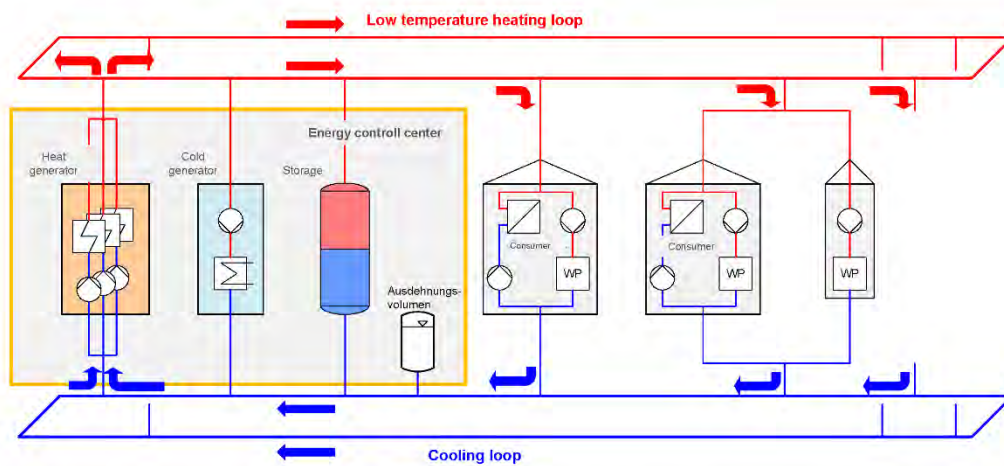 Low temperature heating loop
Energy controll center
Heat
generator
Cold
generator
Storage
Ausdehnungs-
volumen
Consumer
WP
Consumer
WP
WP
Cooling loop